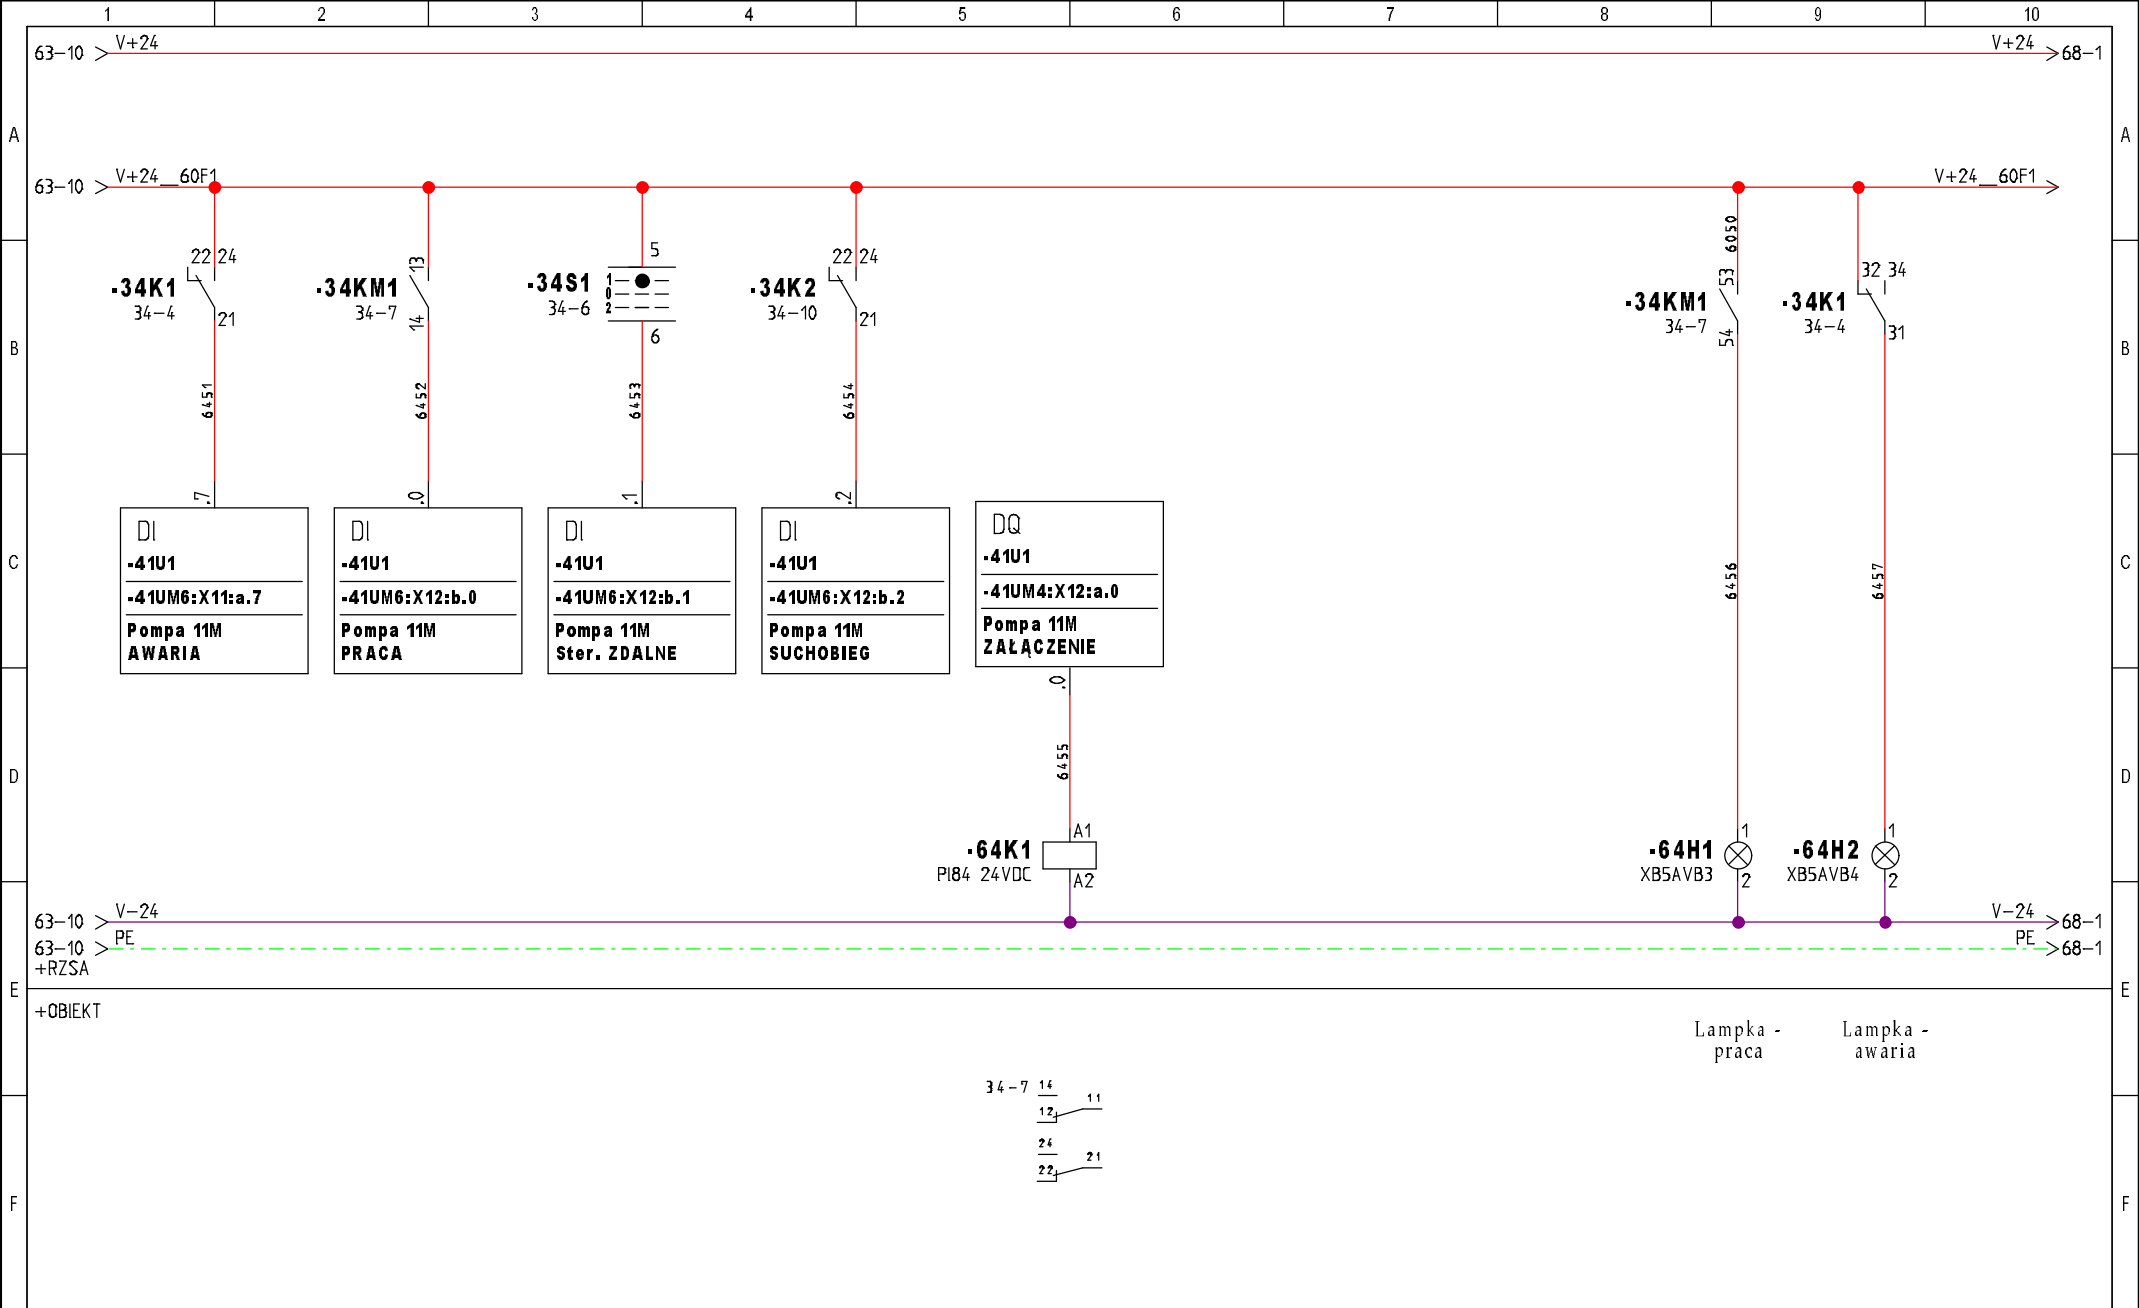 1 2 3 4 5 6 7 8 9 10
63-10 V+24 V+24 68-1
A A
63-10 V+24__60F1 V+24__60F1
6050
22 24 13 5 22 24 53 32 34
-34K1 -34KM1 -34S1 1 0 2 -34K2 -34KM1 -34K1
34-4 34-7 34-6 34-10 34-7 34-4
21 14 6 21 54 31
B B
6451 6452 6453 6454
.7 .0 .1 .2
DI
-41U1
-41UM6:X11:a.7
Pompa 11M
AWARIA
DI
-41U1
-41UM6:X12:b.0
Pompa 11M
PRACA
DI
-41U1
-41UM6:X12:b.1
Pompa 11M
Ster. ZDALNE
DI
-41U1
-41UM6:X12:b.2
Pompa 11M
SUCHOBIEG
DQ
-41U1
-41UM4:X12:a.0
Pompa 11M
ZAŁĄCZENIE
6456 6457
C C
.0
6455
D D
A1 1 1
-64K1 -64H1 -64H2
PI84 24VDC XB5AVB3 XB5AVB4
A2 2 2
63-10 V-24 V-24 68-1
63-10 PE PE 68-1
+RZSA
E E
+OBIEKT
Lampka -
praca
Lampka -
awaria
34-7 14
12 11
24
22 21
F F